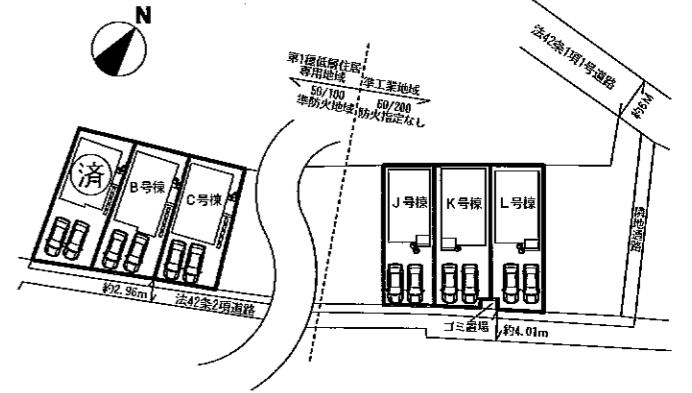 N
法42条1項1号道路
約6M
第1種低層住居
専用地域
準工業地域
50/100
60/200
準防火地域
防火指定なし
済
B号棟
C号棟
J号棟
K号棟
L号棟
隣地通路
約2.96m
法42条2項道路
ゴミ置場
約4.01m